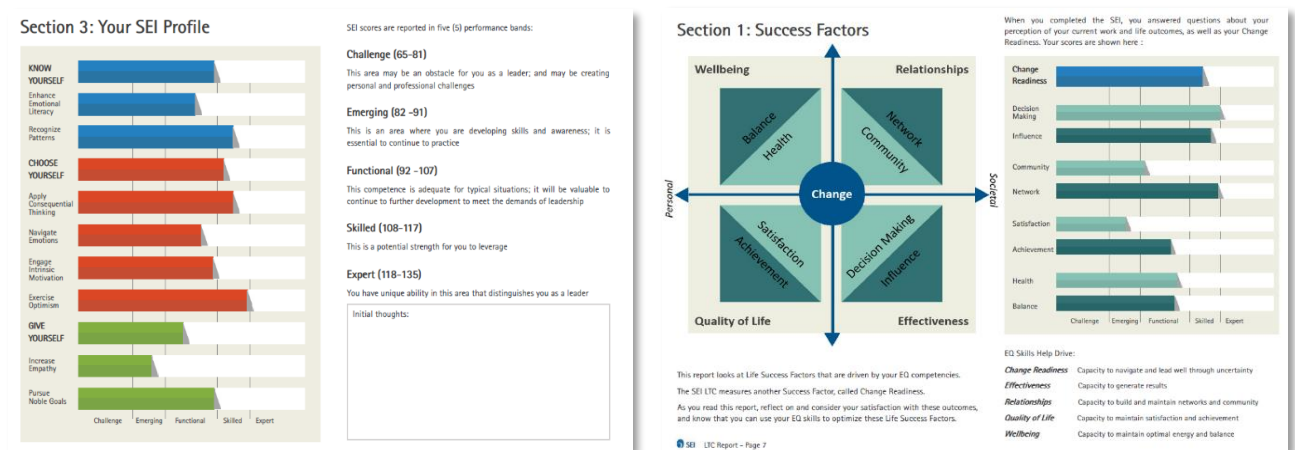 Section 3: Your SEI Profile
KNOW
YOURSELF
Enhance
Emotional
Literacy
Recognize
Patterns
CHOOSE
YOURSELF
Apply
Consequential
Thinking
Navigate
Emotions
Engage
Intrinsic
Motivation
Exercise
Optimism
GIVE
YOURSELF
Increase
Empathy
Pursue
Noble Goals
Challenge Emerging Functional Skilled Expert
SEI scores are reported in five (5) performance bands:
Challenge (65-81)
This area may be an obstacle for you as a leader; and may be creating
personal and professional challenges
Emerging (82 -91)
This is an area where you are developing skills and awareness; it is
essential to continue to practice
Functional (92 -107)
This competence is adequate for typical situations; it will be valuable to
continue to further development to meet the demands of leadership
Skilled (108-117)
This is a potential strength for you to leverage
Expert (118-135)
You have unique ability in this area that distinguishes you as a leader
Initial thoughts:
Section 1: Success Factors
Wellbeing
Relationships
Balance
Health
Network
Community
Personal
Change
Societal
Satisfaction
Achievement
Decision Making
Influence
Quality of Life
Effectiveness
This report looks at Life Success Factors that are driven by your EQ competencies.
The SEI LTC measures another Success Factor, called Change Readiness.
As you read this report, reflect on and consider your satisfaction with these outcomes,
and know that you can use your EQ skills to optimize these Life Success Factors.
SEI LTC Report – Page 7
When you completed the SEI, you answered questions about your
perception of your current work and life outcomes, as well as your Change
Readiness. Your scores are shown here :
Change
Readiness
Decision
Making
Influence
Community
Network
Satisfaction
Achievement
Health
Balance
Challenge Emerging Functional Skilled Expert
EQ Skills Help Drive:
Change Readiness Capacity to navigate and lead well through uncertainty
Effectiveness Capacity to generate results
Relationships Capacity to build and maintain networks and community
Quality of Life Capacity to maintain satisfaction and achievement
Wellbeing Capacity to maintain optimal energy and balance